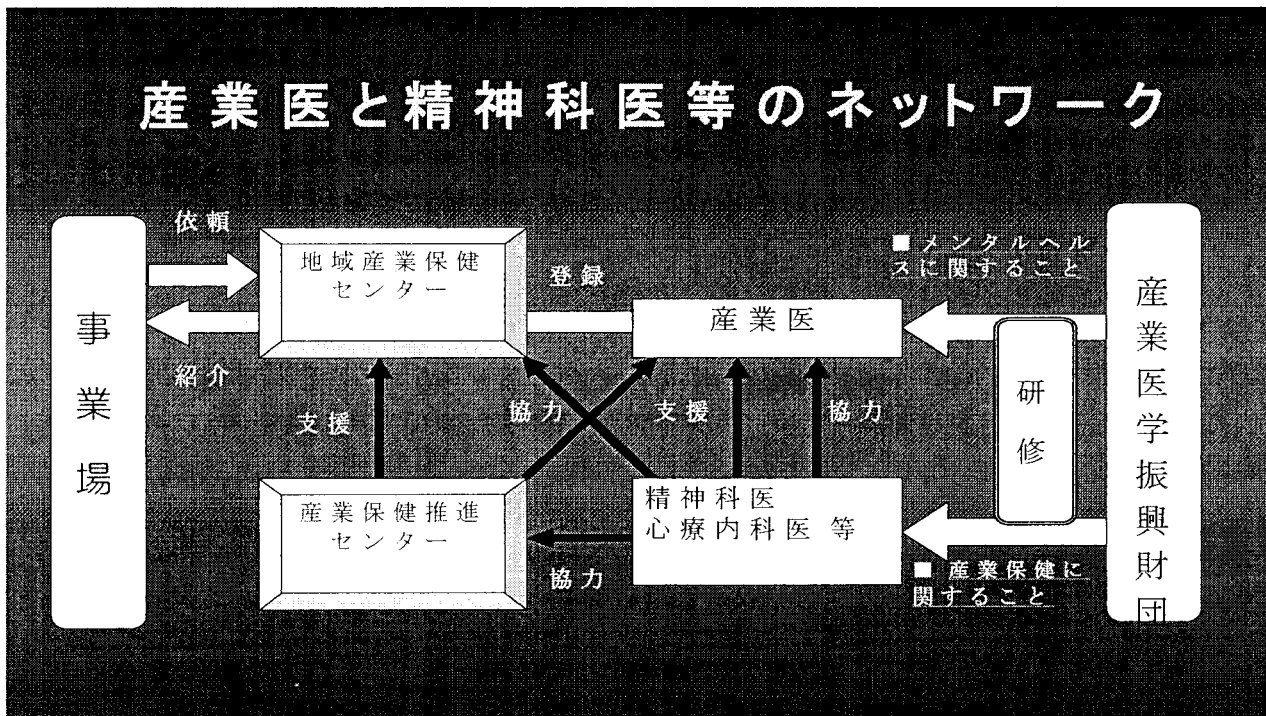 産業医と精神科医等のネットワーク
事業場
依頼
紹介
地域産業保健
センター
登録
産業医
■ メンタルヘル
スに関すること
研修
産業医学振興財団
支援
協力
支援
協力
産業保健推進
センター
協力
精神科医
心療内科医 等
■ 産業保健に
関すること